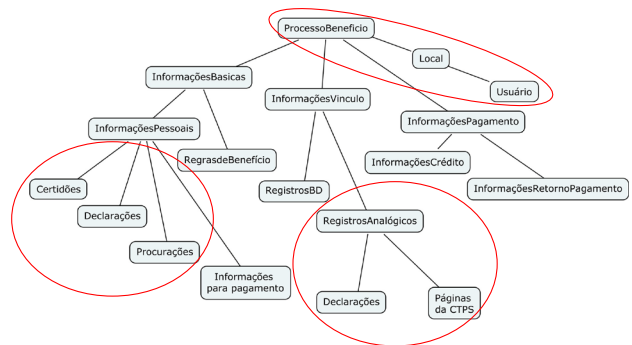 ProcessoBeneficio
Local
InformaçõesBasicas
Usuário
InformaçõesVinculo
InformaçõesPessoais
InformaçõesPagamento
RegrasdeBenefício
InformaçõesCrédito
Certidões
RegistrosBD
InformaçõesRetornoPagamento
Declarações
RegistrosAnalógicos
Procurações
Informações
para pagamento
Declarações
Páginas
da CTPS